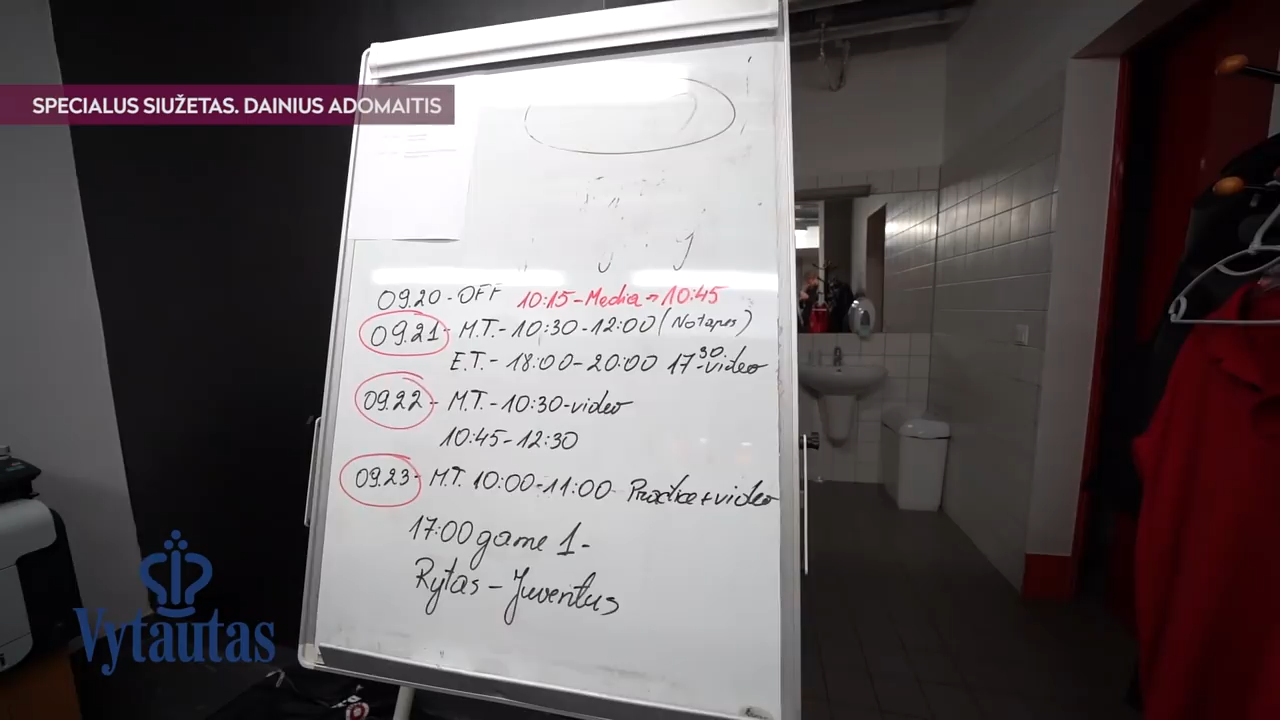 SPECIALUS SIUŽETAS. DAINIUS ADOMAITIS
09.20 - OFF 10:15 - Media → 10:45
09.21 - M.T. - 10:30 - 12:00 (Notapes)
E.T. - 18:00 - 20:00 17 30 - video
09.22 - M.T. - 10:30 - video
10:45 - 12:30
09.23 - M.T. 10:00 - 11:00 Practice + video
17:00 game 1 -
Rytas - Juventus
Vytautas